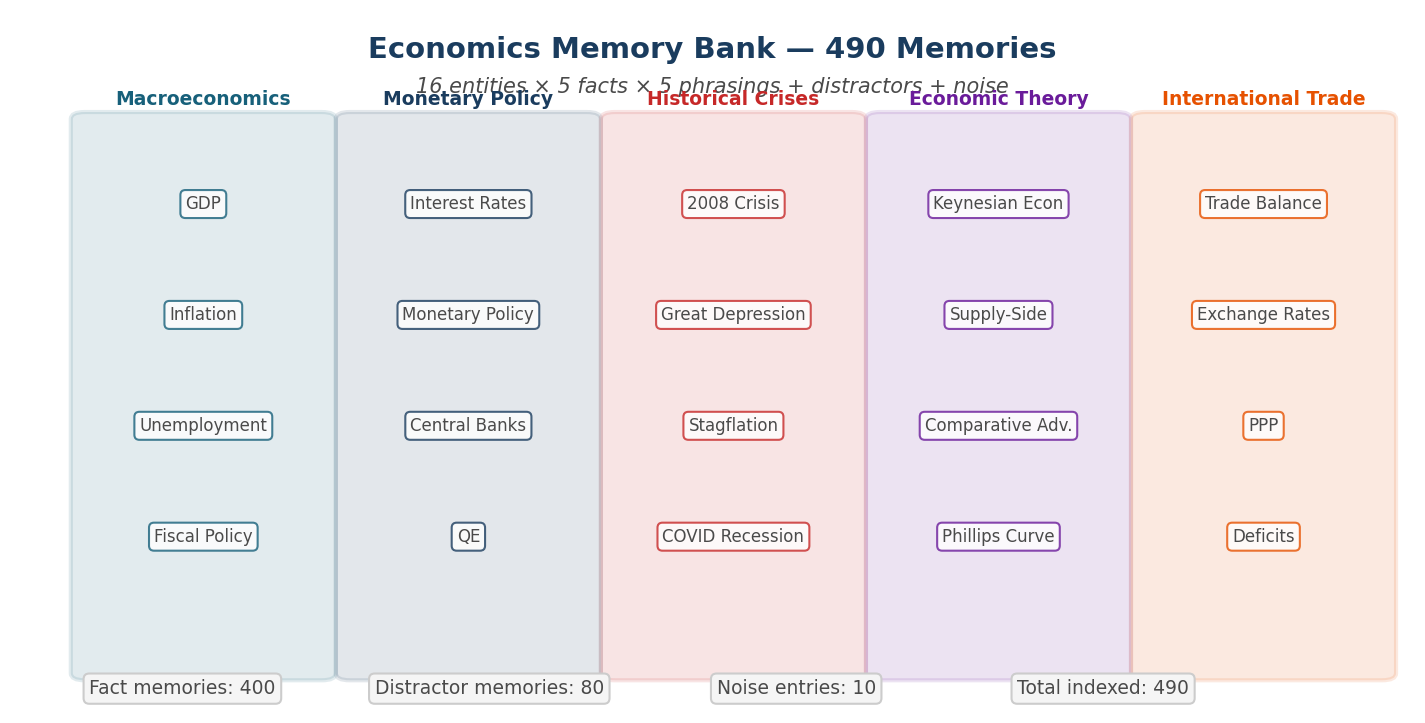 Economics Memory Bank — 490 Memories
16 entities × 5 facts × 5 phrasings + distractors + noise
Macroeconomics
GDP
Inflation
Unemployment
Fiscal Policy
Monetary Policy
Interest Rates
Monetary Policy
Central Banks
QE
Historical Crises
2008 Crisis
Great Depression
Stagflation
COVID Recession
Economic Theory
Keynesian Econ
Supply-Side
Comparative Adv.
Phillips Curve
International Trade
Trade Balance
Exchange Rates
PPP
Deficits
Fact memories: 400
Distractor memories: 80
Noise entries: 10
Total indexed: 490